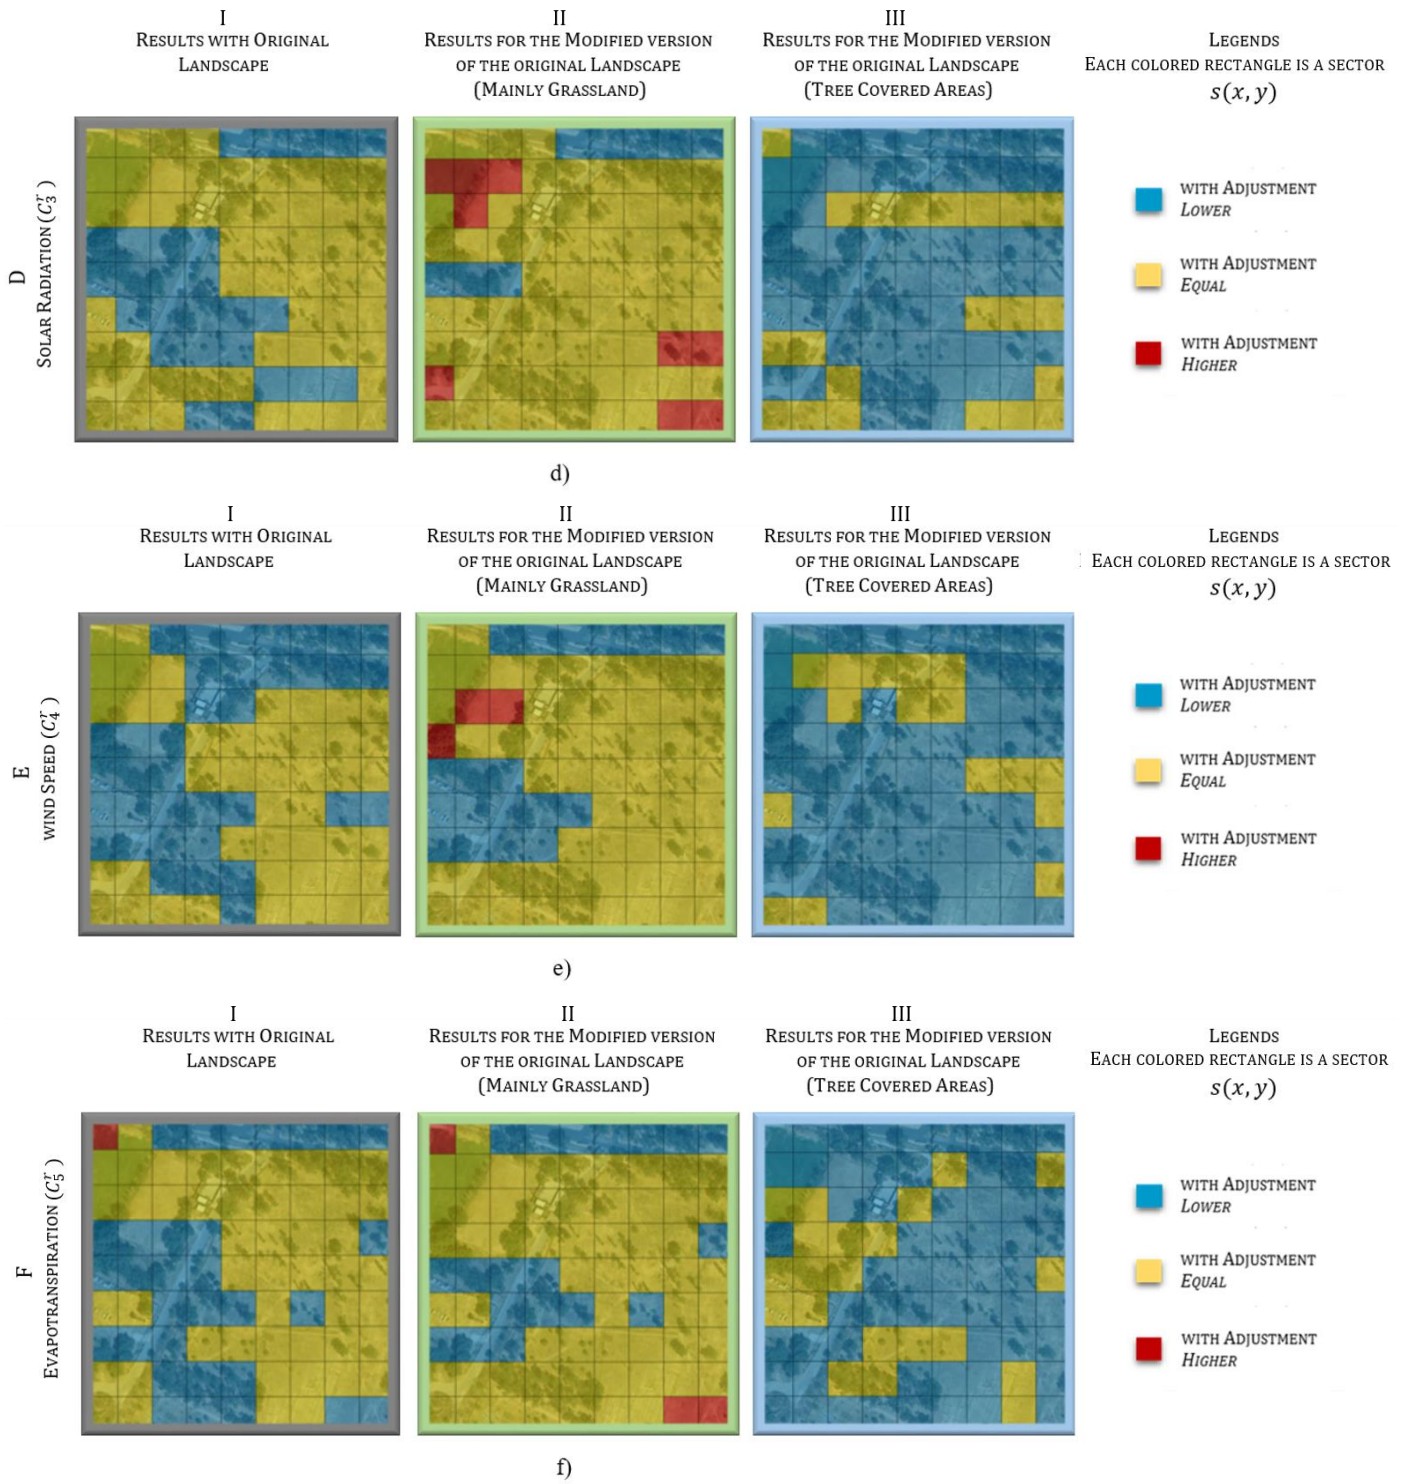 I
RESULTS WITH ORIGINAL
LANDSCAPE
II
RESULTS FOR THE MODIFIED VERSION
OF THE ORIGINAL LANDSCAPE
(MAINLY GRASSLAND)
III
RESULTS FOR THE MODIFIED VERSION
OF THE ORIGINAL LANDSCAPE
(TREE COVERED AREAS)
LEGENDS
EACH COLORED RECTANGLE IS A SECTOR
s(x, y)
D
SOLAR RADIATION (C₃ʳ)
WITH ADJUSTMENT
LOWER
WITH ADJUSTMENT
EQUAL
WITH ADJUSTMENT
HIGHER
d)
I
RESULTS WITH ORIGINAL
LANDSCAPE
II
RESULTS FOR THE MODIFIED VERSION
OF THE ORIGINAL LANDSCAPE
(MAINLY GRASSLAND)
III
RESULTS FOR THE MODIFIED VERSION
OF THE ORIGINAL LANDSCAPE
(TREE COVERED AREAS)
LEGENDS
EACH COLORED RECTANGLE IS A SECTOR
s(x, y)
E
WIND SPEED (C₄ʳ)
WITH ADJUSTMENT
LOWER
WITH ADJUSTMENT
EQUAL
WITH ADJUSTMENT
HIGHER
e)
I
RESULTS WITH ORIGINAL
LANDSCAPE
II
RESULTS FOR THE MODIFIED VERSION
OF THE ORIGINAL LANDSCAPE
(MAINLY GRASSLAND)
III
RESULTS FOR THE MODIFIED VERSION
OF THE ORIGINAL LANDSCAPE
(TREE COVERED AREAS)
LEGENDS
EACH COLORED RECTANGLE IS A SECTOR
s(x, y)
F
EVAPOTRANSPIRATION (C₅ʳ)
WITH ADJUSTMENT
LOWER
WITH ADJUSTMENT
EQUAL
WITH ADJUSTMENT
HIGHER
f)